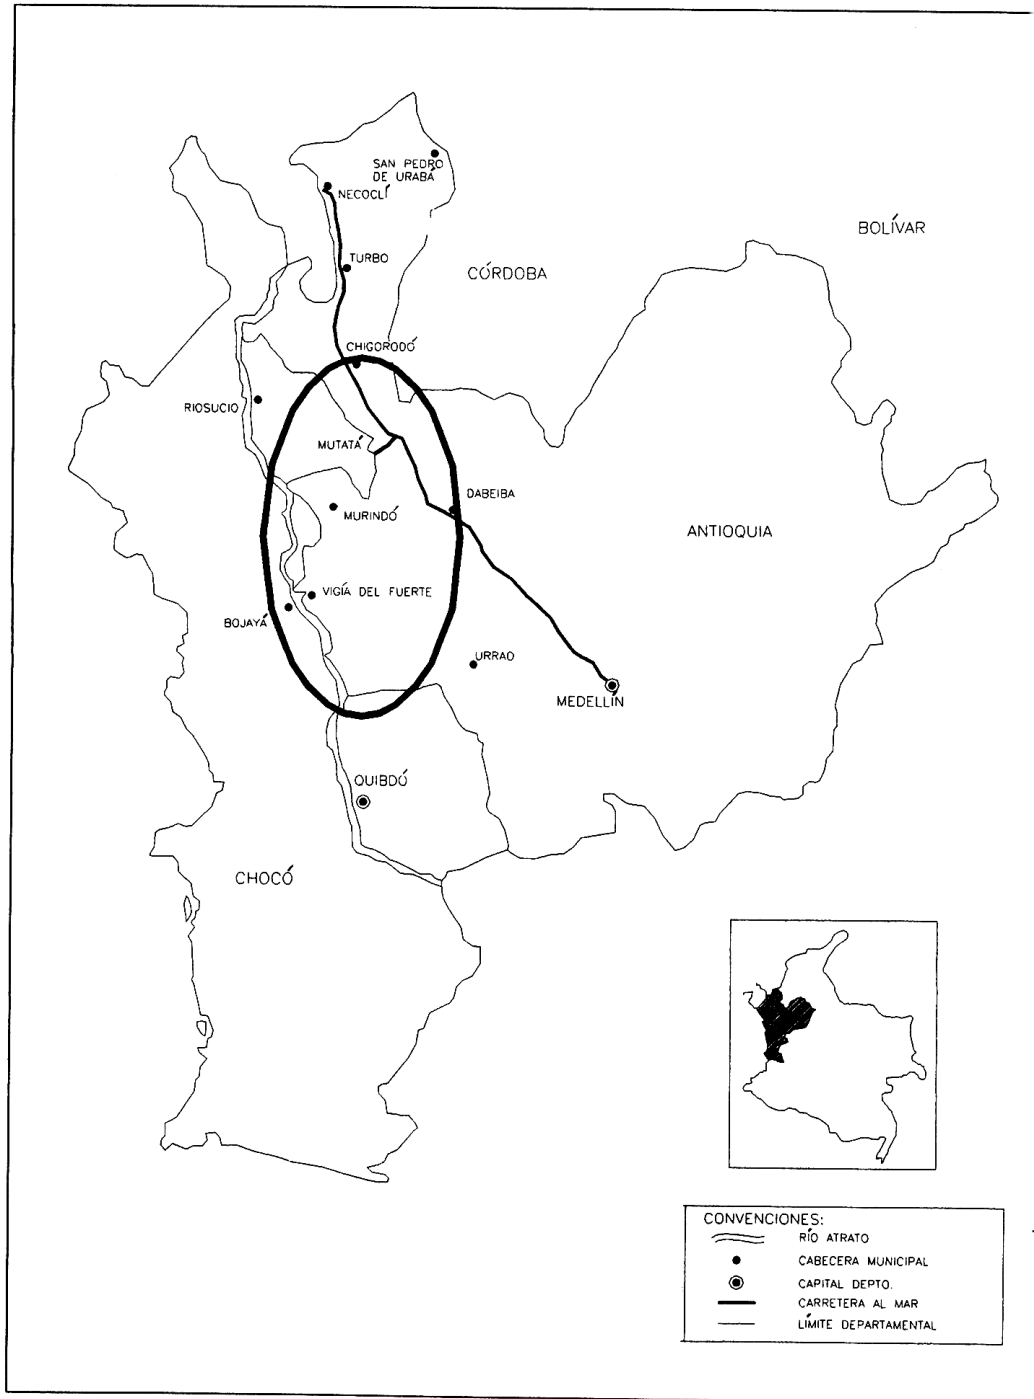 SAN PEDRO
DE URABÁ
NECOCLÍ
BOLÍVAR
TURBO
CÓRDOBA
CHIGORODÓ
RIOSUCIO
MUTATÁ
DABEIBA
MURINDÓ
ANTIOQUIA
VIGÍA DEL FUERTE
BOJAYÁ
URRAO
MEDELLÍN
QUIBDÓ
CHOCÓ
CONVENCIONES:
RÍO ATRATO
CABECERA MUNICIPAL
CAPITAL DEPTO.
CARRETERA AL MAR
LÍMITE DEPARTAMENTAL